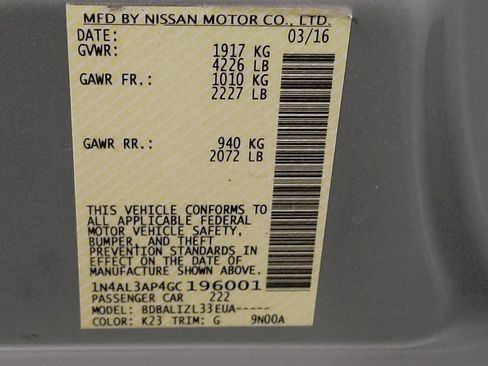 MFD BY NISSAN MOTOR CO., LTD.
DATE: 03/16
GVWR: 1917 KG
4226 LB
GAWR FR.: 1010 KG
2227 LB
GAWR RR.: 940 KG
2072 LB
THIS VEHICLE CONFORMS TO
ALL APPLICABLE FEDERAL
MOTOR VEHICLE SAFETY,
BUMPER, AND THEFT
PREVENTION STANDARDS IN
EFFECT ON THE DATE OF
MANUFACTURE SHOWN ABOVE.
1N4AL3AP4GC196001
PASSENGER CAR 222
MODEL: BDBALIZL33EUA-----
COLOR: K23 TRIM: G 9N00A